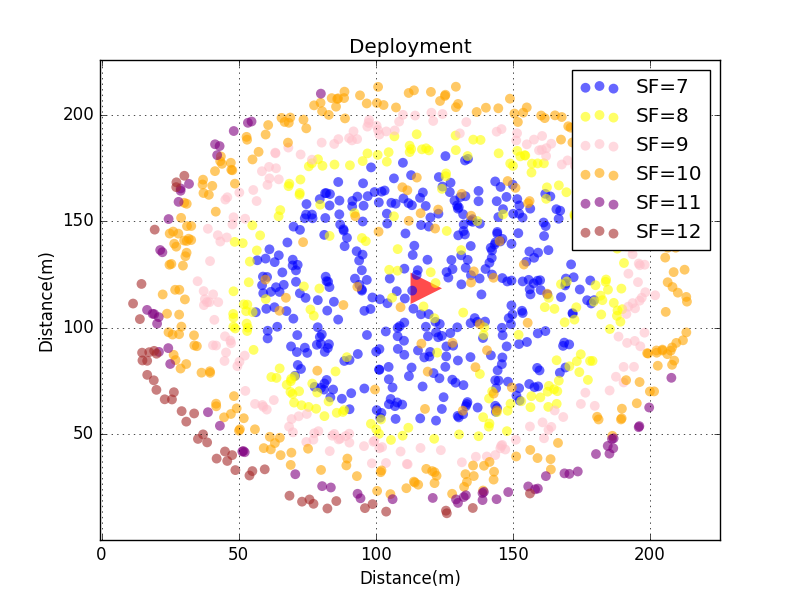 Deployment
SF=7
SF=8
SF=9
SF=10
SF=11
SF=12
200
150
100
50
Distance(m)
0
50
100
150
200
Distance(m)